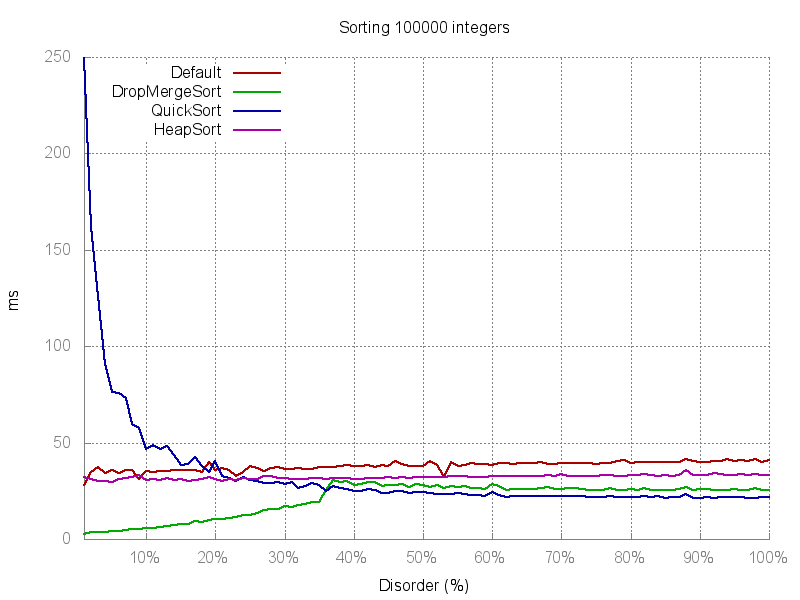 Sorting 100000 integers
250
200
150
100
50
0
ms
Default
DropMergeSort
QuickSort
HeapSort
10% 20% 30% 40% 50% 60% 70% 80% 90% 100%
Disorder (%)